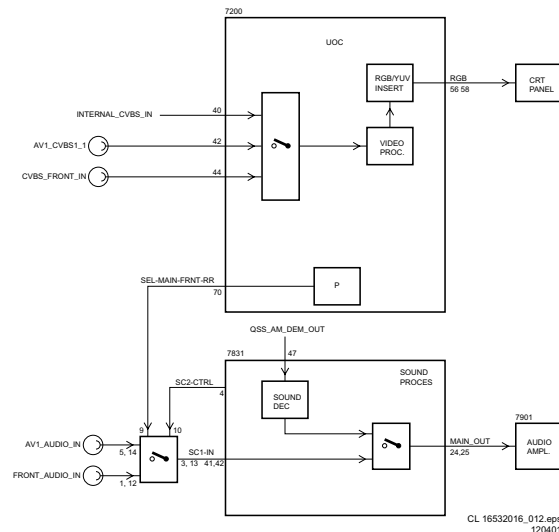 7200
UOC
RGB/YUV
INSERT
RGB
56 58
CRT
PANEL
INTERNAL_CVBS_IN
40
AV1_CVBS1_1
42
VIDEO
PROC.
CVBS_FRONT_IN
44
SEL-MAIN-FRNT-RR
70
P
QSS_AM_DEM_OUT
7831
47
SOUND
PROCES
SC2-CTRL
4
SOUND
DEC
9
10
7901
AV1_AUDIO_IN
5, 14
SC1-IN
3, 13
41,42
MAIN_OUT
24,25
AUDIO
AMPL.
FRONT_AUDIO_IN
1, 12
CL 16532016_012.eps
120401